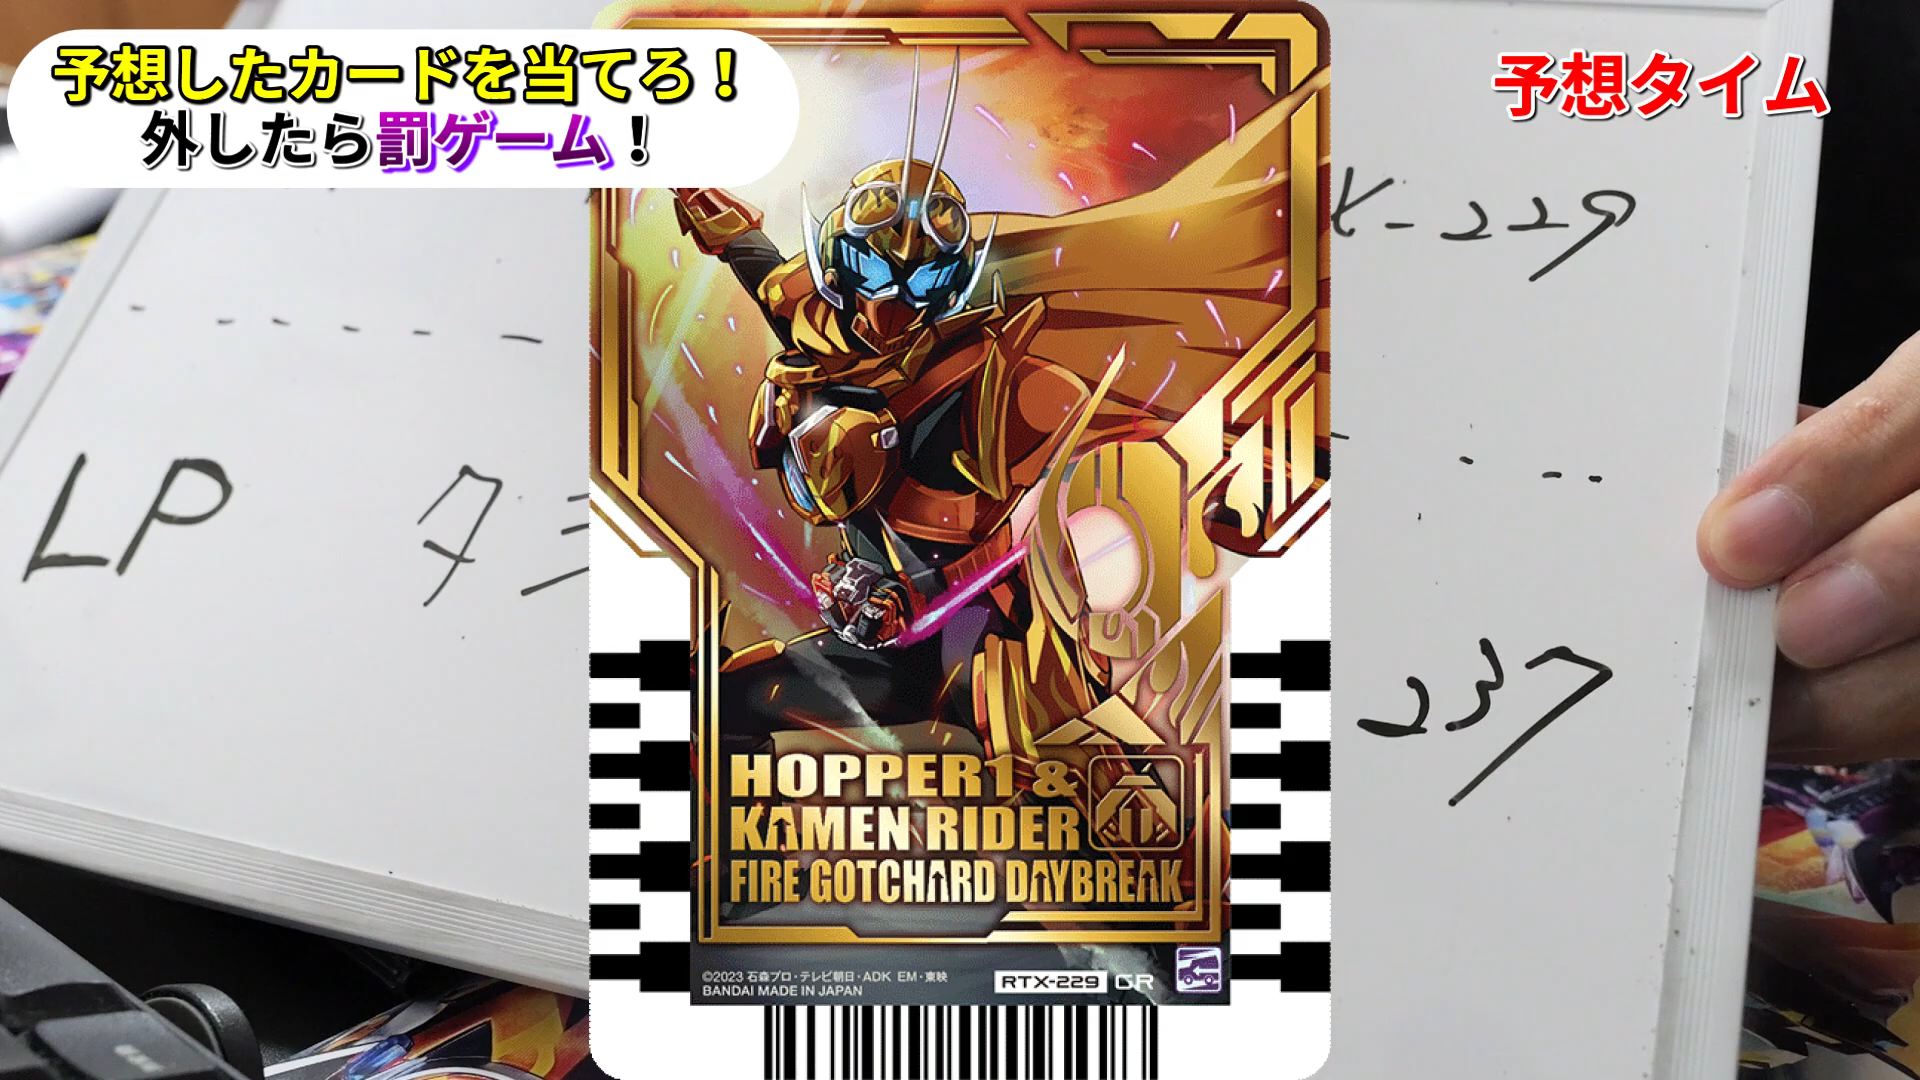 予想したカードを当てろ！
外したら罰ゲーム！
予想タイム
X-229
LP
237
HOPPER1 &
KAMEN RIDER
FIRE GOTCHARD DAYBREAK
©2023 石森プロ・テレビ朝日・ADK EM・東映
BANDAI MADE IN JAPAN
RTX-229 GR